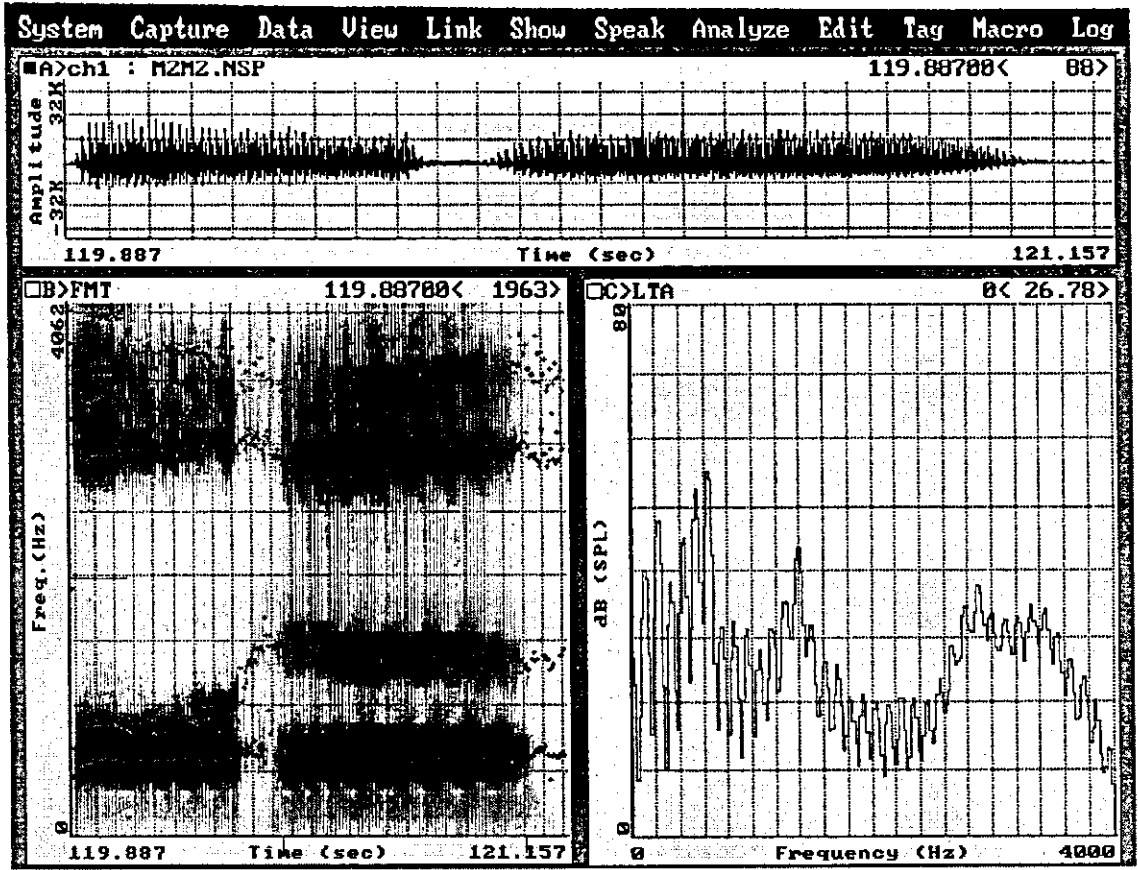 System Capture Data View Link Show Speak Analyze Edit Tag Macro Log
■A>ch1 : MZMZ.NSP 119.88700< 88>
Amplitude
-32K 32K
119.887 Time (sec) 121.157
□B>FMT 119.88700< 1963>
Freq.(Hz)
0 4062
119.887 Time (sec) 121.157
□C>LTA 0< 26.78>
dB (SPL)
0 80
0 Frequency (Hz) 4000